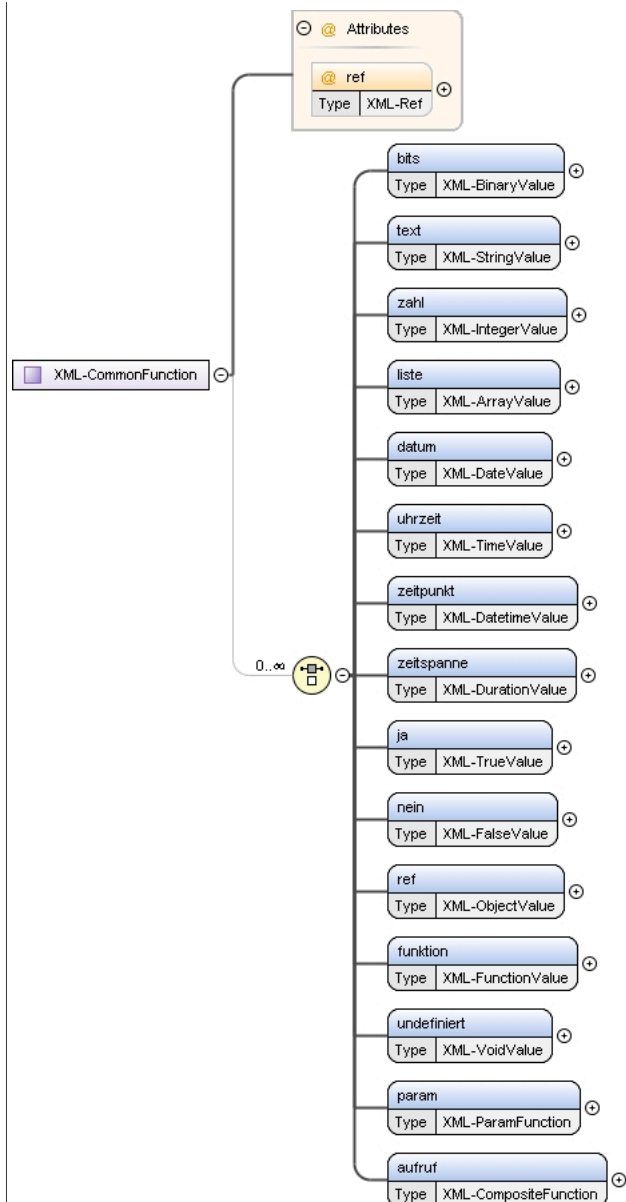 @ Attributes
@ ref
Type XML-Ref
bits
Type XML-BinaryValue
text
Type XML-StringValue
zahl
Type XML-IntegerValue
XML-CommonFunction
liste
Type XML-ArrayValue
datum
Type XML-DateValue
uhrzeit
Type XML-TimeValue
zeitpunkt
Type XML-DatetimeValue
0..∞
zeitspanne
Type XML-DurationValue
ja
Type XML-TrueValue
nein
Type XML-FalseValue
ref
Type XML-ObjectValue
funktion
Type XML-FunctionValue
undefiniert
Type XML-VoidValue
param
Type XML-ParamFunction
aufruf
Type XML-CompositeFunction